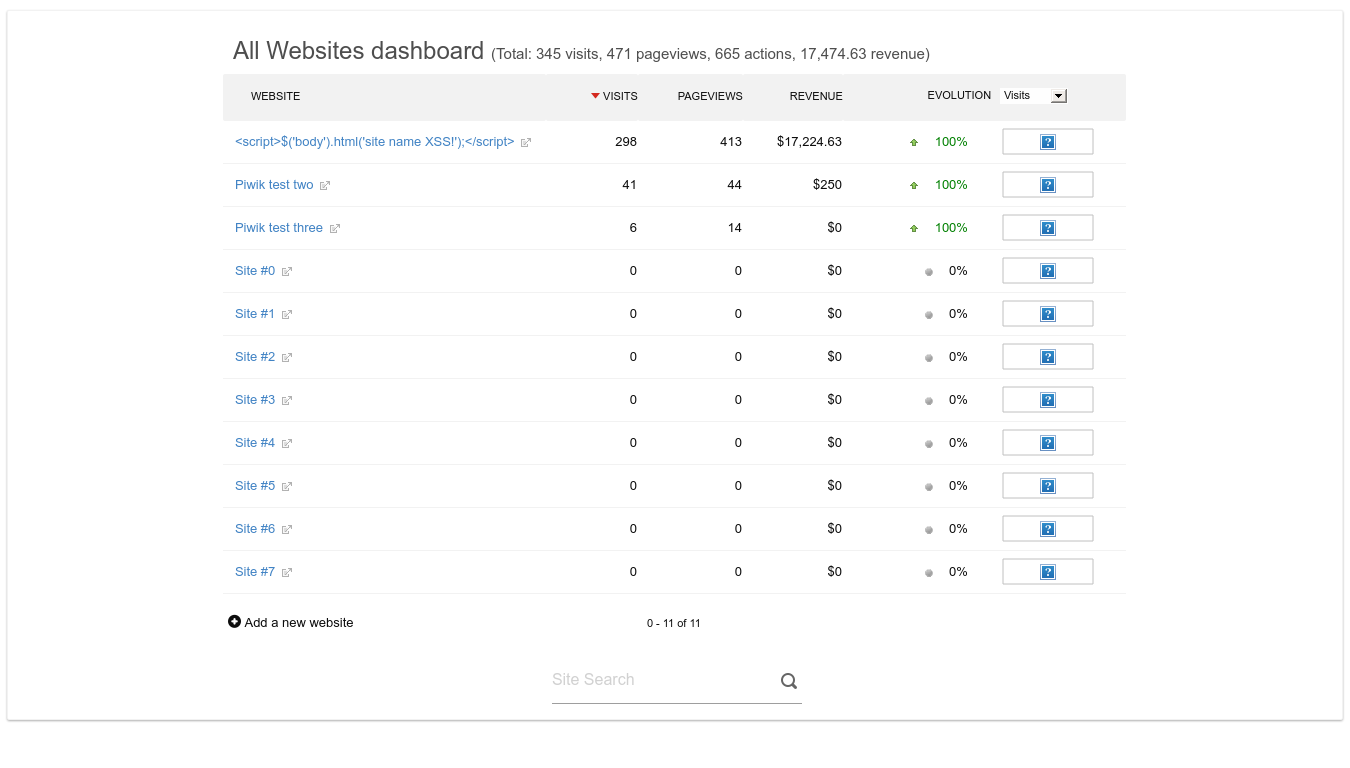 All Websites dashboard (Total: 345 visits, 471 pageviews, 665 actions, 17,474.63 revenue)
WEBSITE VISITS PAGEVIEWS REVENUE EVOLUTION Visits
<script>$('body').html('site name XSS!');</script> 298 413 $17,224.63 100% ?
Piwik test two 41 44 $250 100% ?
Piwik test three 6 14 $0 100% ?
Site #0 0 0 $0 0% ?
Site #1 0 0 $0 0% ?
Site #2 0 0 $0 0% ?
Site #3 0 0 $0 0% ?
Site #4 0 0 $0 0% ?
Site #5 0 0 $0 0% ?
Site #6 0 0 $0 0% ?
Site #7 0 0 $0 0% ?
Add a new website 0 - 11 of 11
Site Search